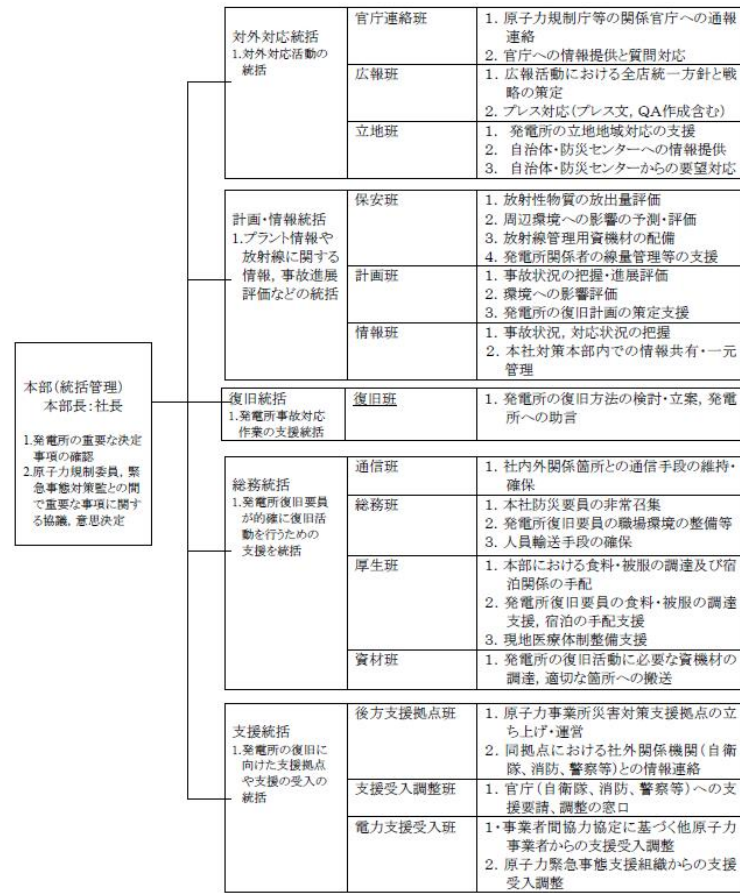 対外対応統括
1.対外対応活動の
統括
官庁連絡班
1. 原子力規制庁等の関係官庁への通報
連絡
2. 官庁への情報提供と質問対応
広報班
1. 広報活動における全店統一方針と戦
略の策定
2. プレス対応(プレス文, QA作成含む)
立地班
1. 発電所の立地地域対応の支援
2. 自治体・防災センターへの情報提供
3. 自治体・防災センターからの要望対応
計画・情報統括
1.プラント情報や
放射線に関する
情報, 事故進展
評価などの統括
保安班
1. 放射性物質の放出量評価
2. 周辺環境への影響の予測・評価
3. 放射線管理用資機材の配備
4. 発電所関係者の線量管理等の支援
計画班
1. 事故状況の把握・進展評価
2. 環境への影響評価
3. 発電所の復旧計画の策定支援
情報班
1. 事故状況, 対応状況の把握
2. 本社対策本部内での情報共有・一元
管理
本部(統括管理)
本部長:社長
1.発電所の重要な決定
事項の確認
2.原子力規制委員, 緊
急事態対策監との間
で重要な事項に関す
る協議, 意思決定
復旧統括
1.発電所事故対応
作業の支援統括
復旧班
1. 発電所の復旧方法の検討・立案, 発電
所への助言
総務統括
1.発電所復旧要員
が的確に復旧活
動を行うための
支援を統括
通信班
1. 社内外関係箇所との通信手段の維持・
確保
総務班
1. 本社防災要員の非常召集
2. 発電所復旧要員の職場環境の整備等
3. 人員輸送手段の確保
厚生班
1. 本部における食料・被服の調達及び宿
泊関係の手配
2. 発電所復旧要員の食料・被服の調達
支援, 宿泊の手配支援
3. 現地医療体制整備支援
資材班
1. 発電所の復旧活動に必要な資機材の
調達, 適切な箇所への搬送
支援統括
1.発電所の復旧に
向けた支援拠点
や支援の受入の
統括
後方支援拠点班
1. 原子力事業所災害対策支援拠点の立
ち上げ・運営
2. 同拠点における社外関係機関(自衛
隊、消防、警察等)との情報連絡
支援受入調整班
1. 官庁(自衛隊、消防、警察等)への支
援要請、調整の窓口
電力支援受入班
1・事業者間協力協定に基づく他原子力
事業者からの支援受入調整
2. 原子力緊急事態支援組織からの支援
受入調整